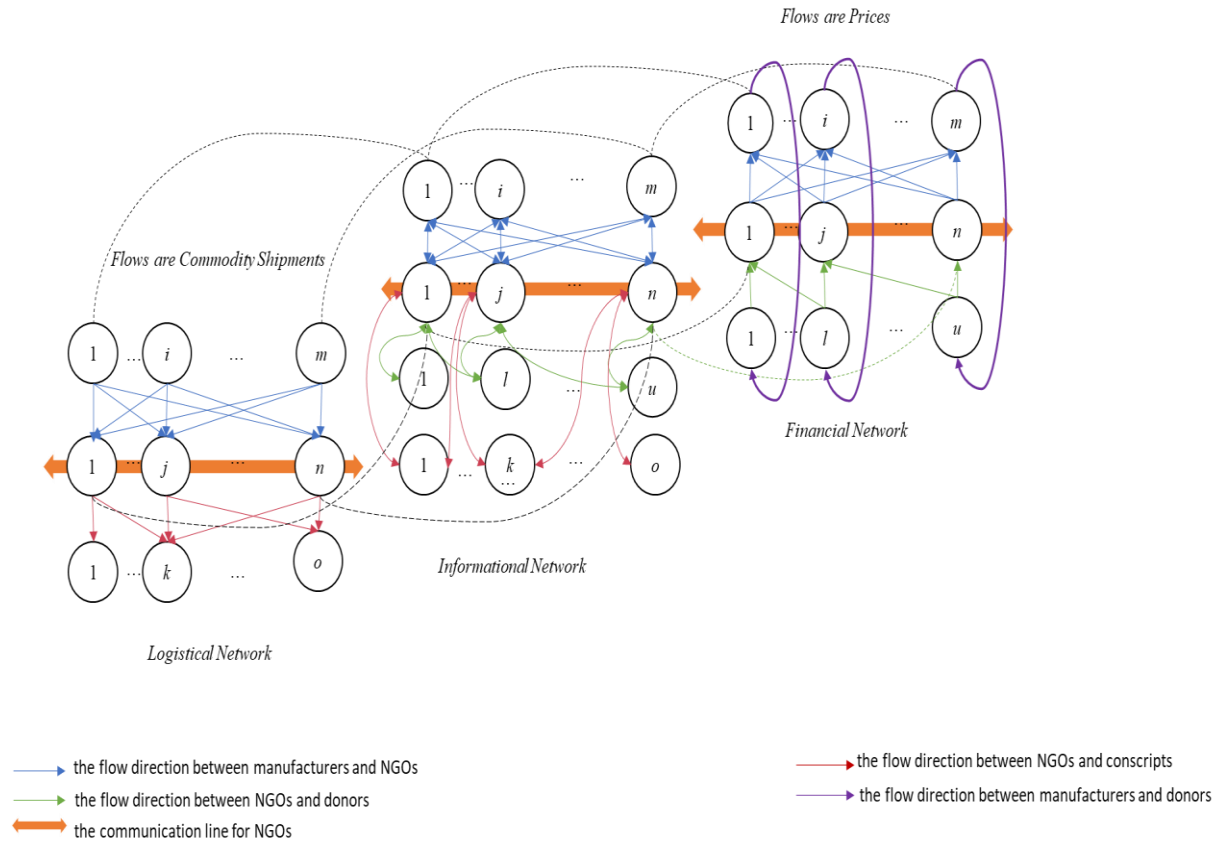 Flows are Prices
1 ... i ... m
1 ... j ... n
1 ... l ... u
Financial Network
1 ... i ... m
1 ... j ... n
1 l ... u
1 ... k ... o
...
Informational Network
Flows are Commodity Shipments
1 ... i ... m
1 ... j ... n
1 ... k ... o
Logistical Network
the flow direction between manufacturers and NGOs
the flow direction between NGOs and donors
the communication line for NGOs
the flow direction between NGOs and conscripts
the flow direction between manufacturers and donors